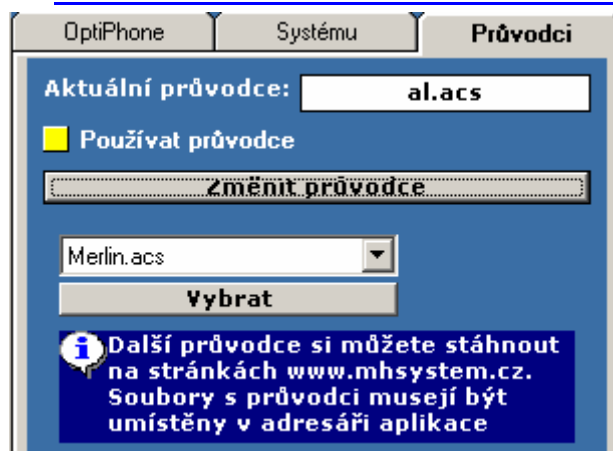 OptiPhone Systému Průvodci
Aktuální průvodce: al.acs
Používat průvodce
Změnit průvodce
Merlin.acs
Vybrat
Další průvodce si můžete stáhnout
na stránkách www.mhsystem.cz.
Soubory s průvodci musejí být
umístěny v adresáři aplikace